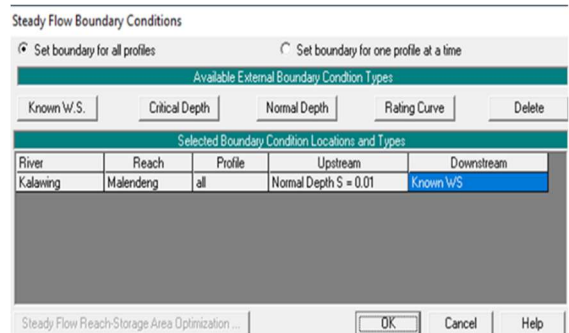 Steady Flow Boundary Conditions
Set boundary for all profiles Set boundary for one profile at a time
Available External Boundary Condtion Types
Known W.S. Critical Depth Normal Depth Rating Curve Delete
Selected Boundary Condition Locations and Types
River Reach Profile Upstream Downstream
Kalawing Malendeng all Normal Depth S = 0.01 Known WS
Steady Flow Reach-Storage Area Optimization ... OK Cancel Help